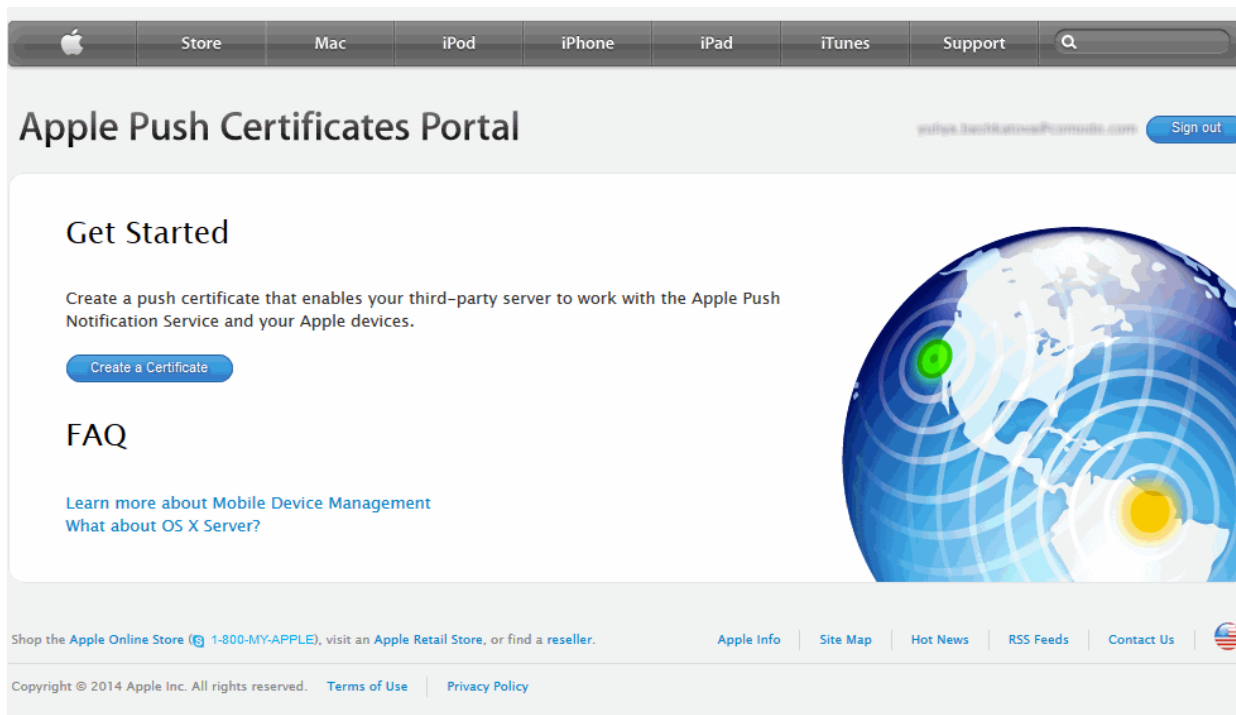 Store Mac iPod iPhone iPad iTunes Support
Apple Push Certificates Portal
Sign out
Get Started
Create a push certificate that enables your third-party server to work with the Apple Push
Notification Service and your Apple devices.
Create a Certificate
FAQ
Learn more about Mobile Device Management
What about OS X Server?
Shop the Apple Online Store (1-800-MY-APPLE), visit an Apple Retail Store, or find a reseller. Apple Info Site Map Hot News RSS Feeds Contact Us
Copyright © 2014 Apple Inc. All rights reserved. Terms of Use Privacy Policy